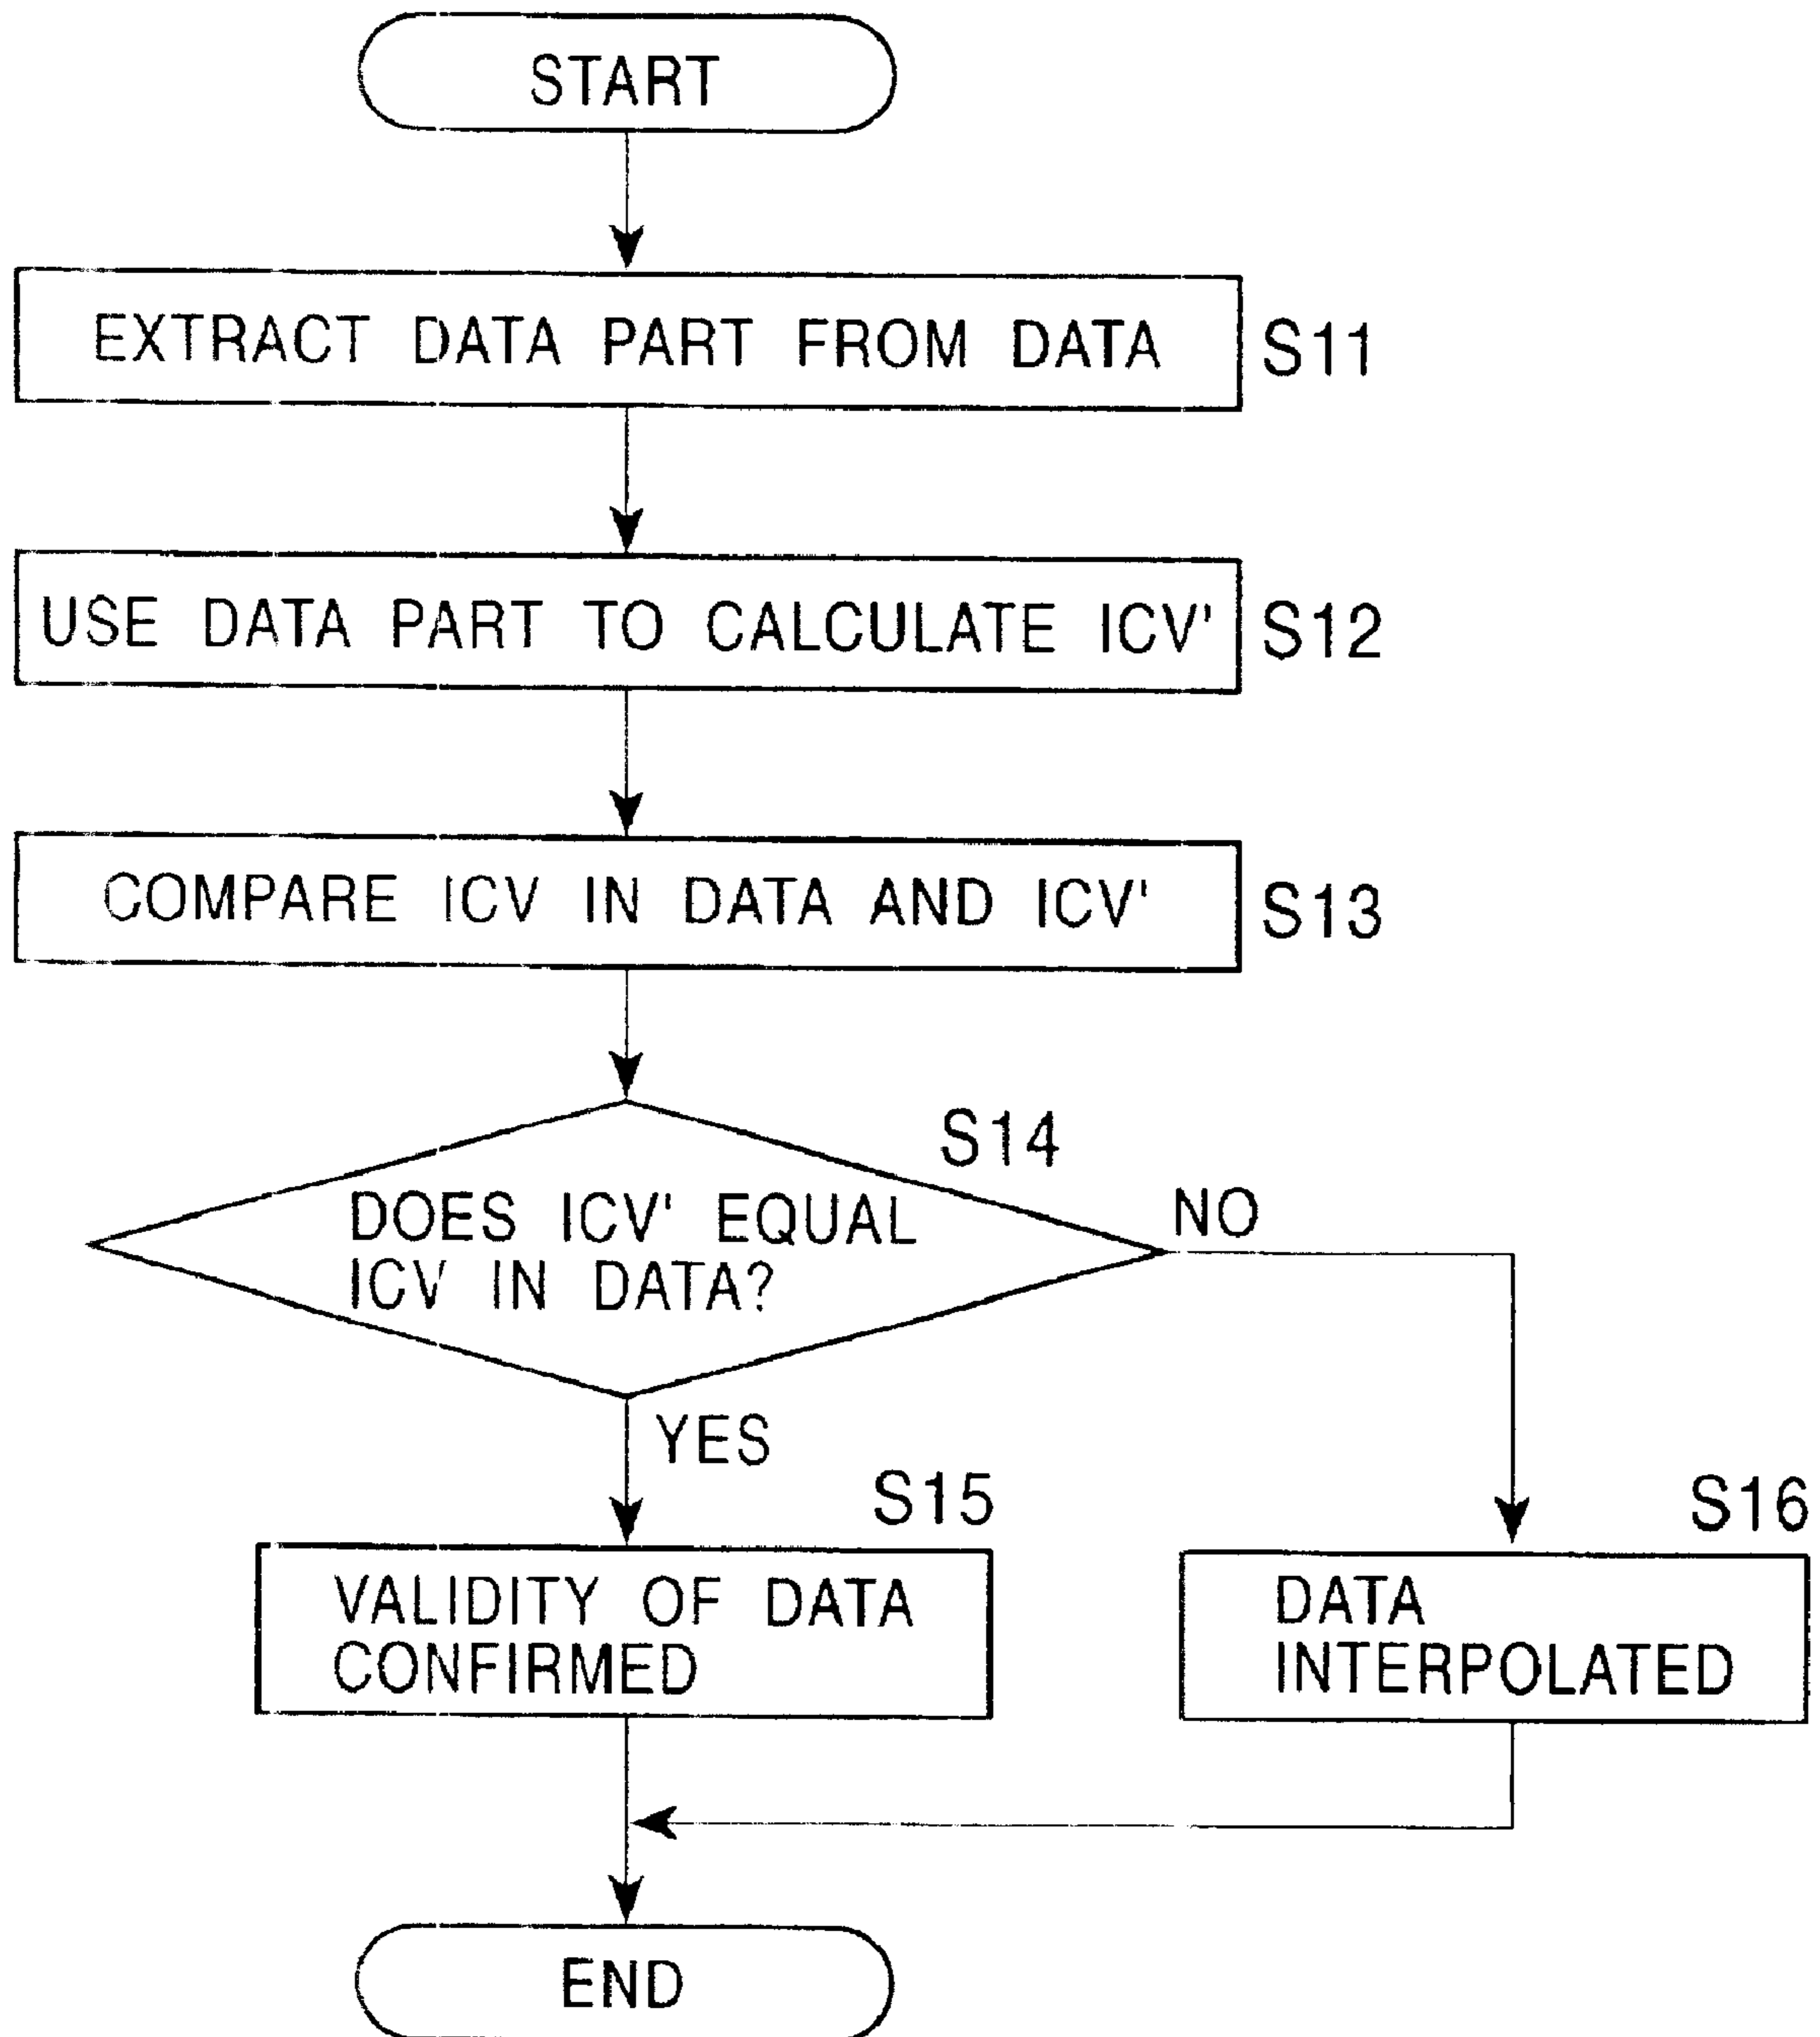 START
EXTRACT DATA PART FROM DATA S11
USE DATA PART TO CALCULATE ICV' S12
COMPARE ICV IN DATA AND ICV' S13
S14
DOES ICV' EQUAL
ICV IN DATA?
NO
YES
S15
VALIDITY OF DATA
CONFIRMED
S16
DATA
INTERPOLATED
END